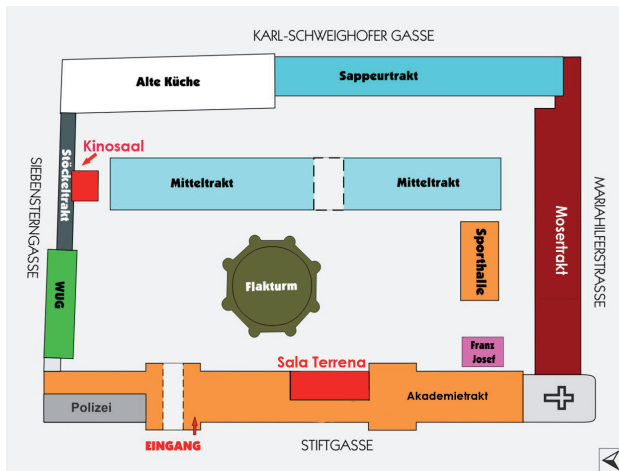 KARL-SCHWEIGHOFER GASSE
Alte Küche
Sappeurtrakt
Kinosaal
Stöckeltrakt
SIEBENSTERNGASSE
Mitteltrakt
Mitteltrakt
MARIAHILFERSTRASSE
Mosertrakt
Sporthalle
WUG
Flakturm
Franz
Josef
Sala Terrena
Akademietrakt
Polizei
EINGANG
STIFTGASSE